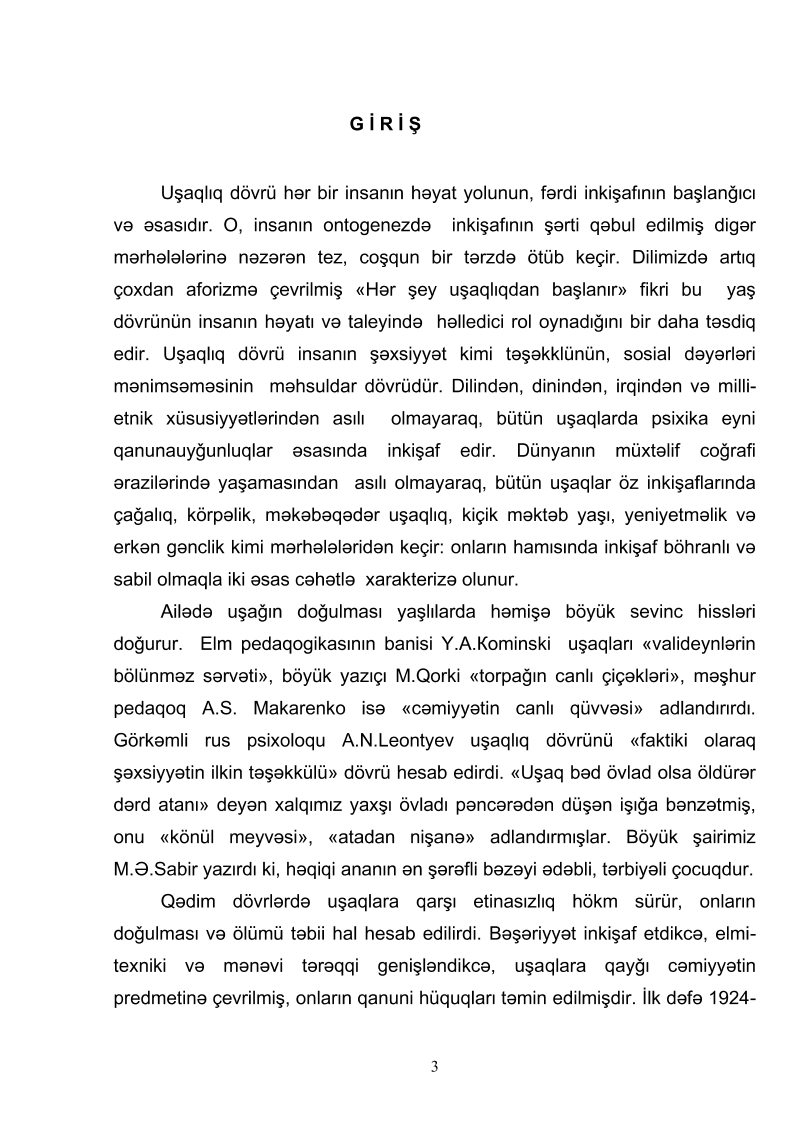 G İ R İ Ş
Uşaqlıq dövrü hər bir insanın həyat yolunun, fərdi inkişafının başlanğıcı
və əsasıdır. O, insanın ontogenezdə inkişafının şərti qəbul edilmiş digər
mərhələlərinə nəzərən tez, coşqun bir tərzdə ötüb keçir. Dilimizdə artıq
çoxdan aforizmə çevrilmiş «Hər şey uşaqlıqdan başlanır» fikri bu yaş
dövrünün insanın həyatı və taleyində həlledici rol oynadığını bir daha təsdiq
edir. Uşaqlıq dövrü insanın şəxsiyyət kimi təşəkklünün, sosial dəyərləri
mənimsəməsinin məhsuldar dövrüdür. Dilindən, dinindən, irqindən və milli-
etnik xüsusiyyətlərindən asılı olmayaraq, bütün uşaqlarda psixika eyni
qanunauyğunluqlar əsasında inkişaf edir. Dünyanın müxtəlif coğrafi
ərazilərində yaşamasından asılı olmayaraq, bütün uşaqlar öz inkişaflarında
çağalıq, körpəlik, məkəbəqədər uşaqlıq, kiçik məktəb yaşı, yeniyetməlik və
erkən gənclik kimi mərhələləridən keçir: onların hamısında inkişaf böhranlı və
sabil olmaqla iki əsas cəhətlə xarakterizə olunur.
Ailədə uşağın doğulması yaşlılarda həmişə böyük sevinc hissləri
doğurur. Elm pedaqogikasının banisi Y.A.Kominski uşaqları «valideynlərin
bölünməz sərvəti», böyük yazıçı M.Qorki «torpağın canlı çiçəkləri», məşhur
pedaqoq A.S. Makarenko isə «cəmiyyətin canlı qüvvəsi» adlandırırdı.
Görkəmli rus psixoloqu A.N.Leontyev uşaqlıq dövrünü «faktiki olaraq
şəxsiyyətin ilkin təşəkkülü» dövrü hesab edirdi. «Uşaq bəd övlad olsa öldürər
dərd atanı» deyən xalqımız yaxşı övladı pəncərədən düşən işığa bənzətmiş,
onu «könül meyvəsi», «atadan nişanə» adlandırmışlar. Böyük şairimiz
M.Ə.Sabir yazırdı ki, həqiqi ananın ən şərəfli bəzəyi ədəbli, tərbiyəli çocuqdur.
Qədim dövrlərdə uşaqlara qarşı etinasızlıq hökm sürür, onların
doğulması və ölümü təbii hal hesab edilirdi. Bəşəriyyət inkişaf etdikcə, elmi-
texniki və mənəvi tərəqqi genişləndikcə, uşaqlara qayğı cəmiyyətin
predmetinə çevrilmiş, onların qanuni hüquqları təmin edilmişdir. İlk dəfə 1924-
3